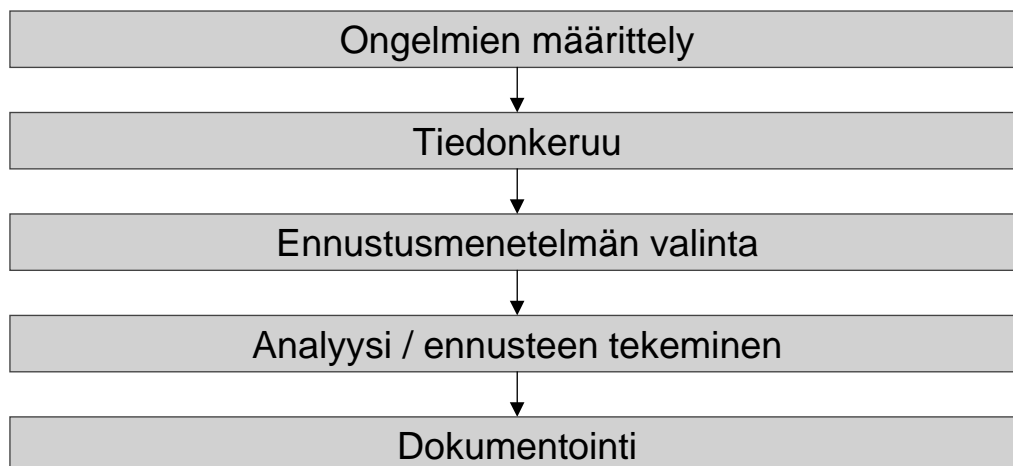 Ongelmien määrittely
Tiedonkeruu
Ennustusmenetelmän valinta
Analyysi / ennusteen tekeminen
Dokumentointi